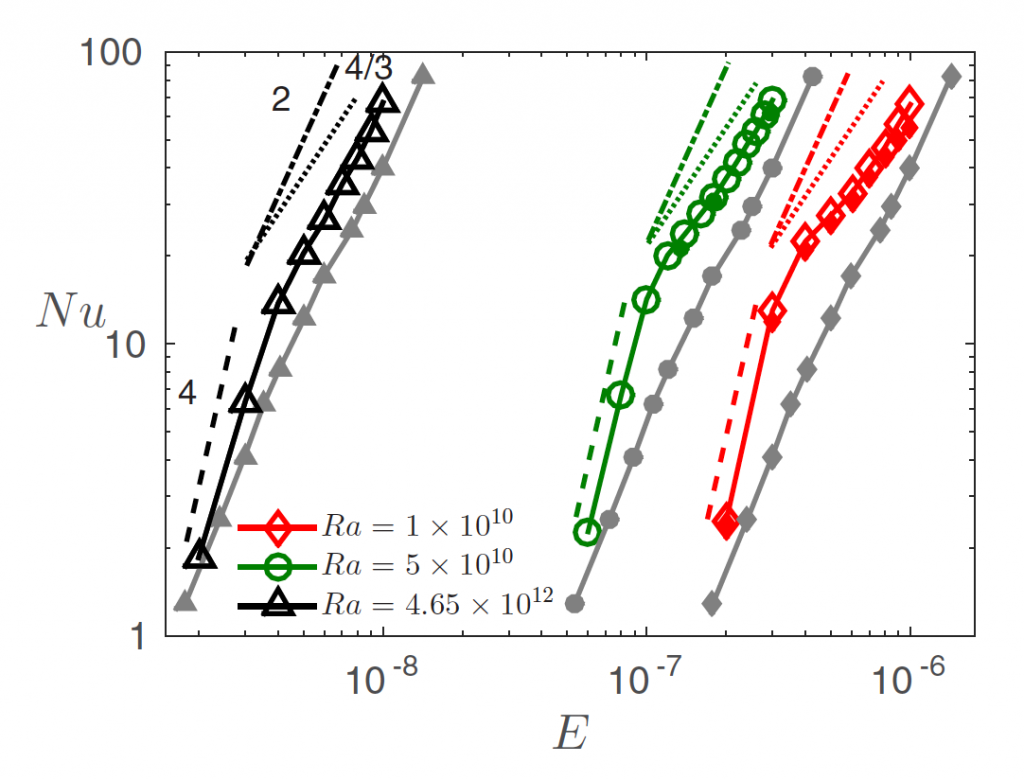 100
4/3
2
Nu
10
4
Ra = 1 × 10^10
Ra = 5 × 10^10
Ra = 4.65 × 10^12
1
10^-8
10^-7
10^-6
E